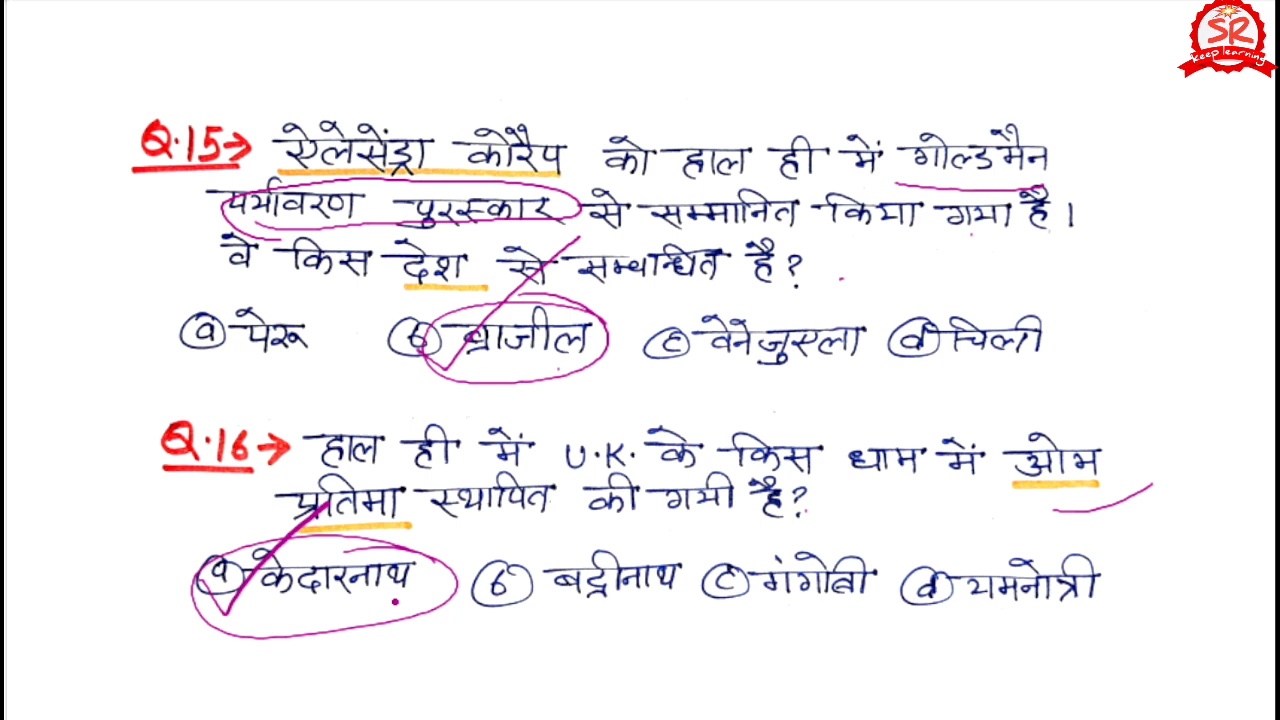 SR
keep learning
Q.15→ ऐलेसेंड्रा कोरैप को हाल ही में गोल्डमैन
पर्यावरण पुरस्कार से सम्मानित किया गया है।
वे किस देश से सम्बन्धित है?
(a) पेरू (b) ब्राजील (c) वेनेजुएला (d) चिली
Q.16→ हाल ही में U.K. के किस धाम में ओम
प्रतिमा स्थापित की गयी है?
(a) केदारनाथ (b) बद्रीनाथ (c) गंगोत्री (d) यमनोत्री